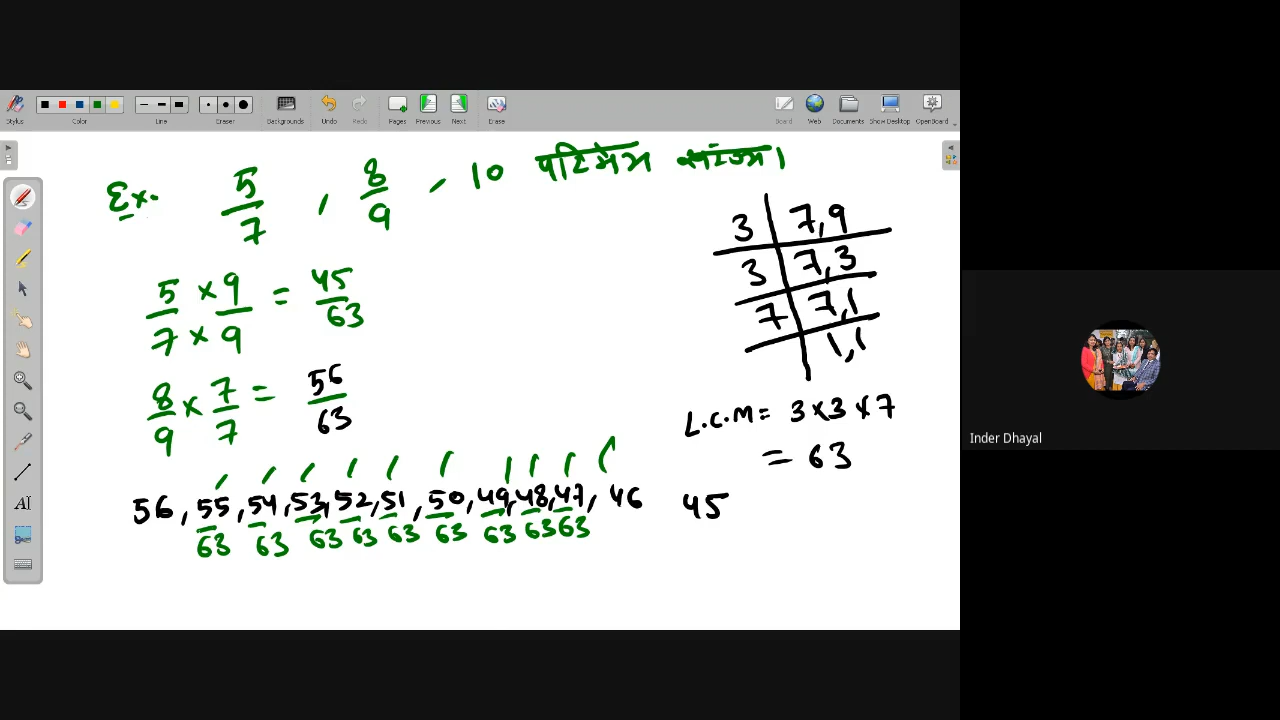 Stylus Color Line Eraser Backgrounds Undo Redo Pages Previous Next Erase Board Web Documents Show Desktop OpenBoard
Ex. 5/7 , 8/9 , 10 परिमेय संख्या।
5/7 × 9/9 = 45/63
8/9 × 7/7 = 56/63
3 | 7, 9
3 | 7, 3
7 | 7, 1
1, 1
L.C.M = 3 × 3 × 7
= 63
56, 55/63, 54/63, 53/63, 52/63, 51/63, 50/63, 49/63, 48/63, 47/63, 46 45
Inder Dhayal